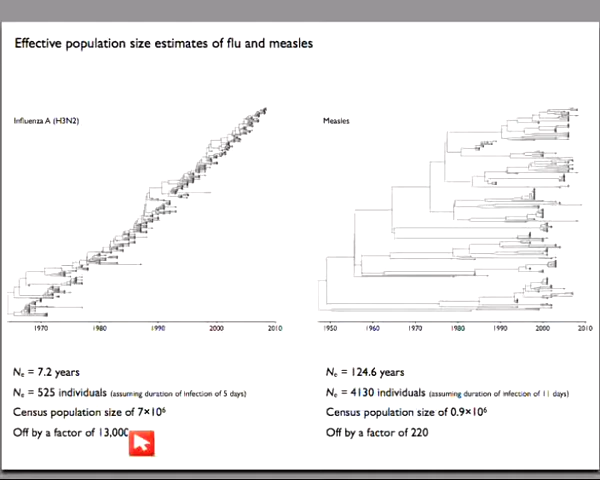 Effective population size estimates of flu and measles
Influenza A (H3N2)
1970 1980 1990 2000 2010
Nₑ = 7.2 years
Nₑ = 525 individuals (assuming duration of infection of 5 days)
Census population size of 7×10⁶
Off by a factor of 13,000
Measles
1950 1960 1970 1980 1990 2000 2010
Nₑ = 124.6 years
Nₑ = 4130 individuals (assuming duration of infection of 11 days)
Census population size of 0.9×10⁶
Off by a factor of 220